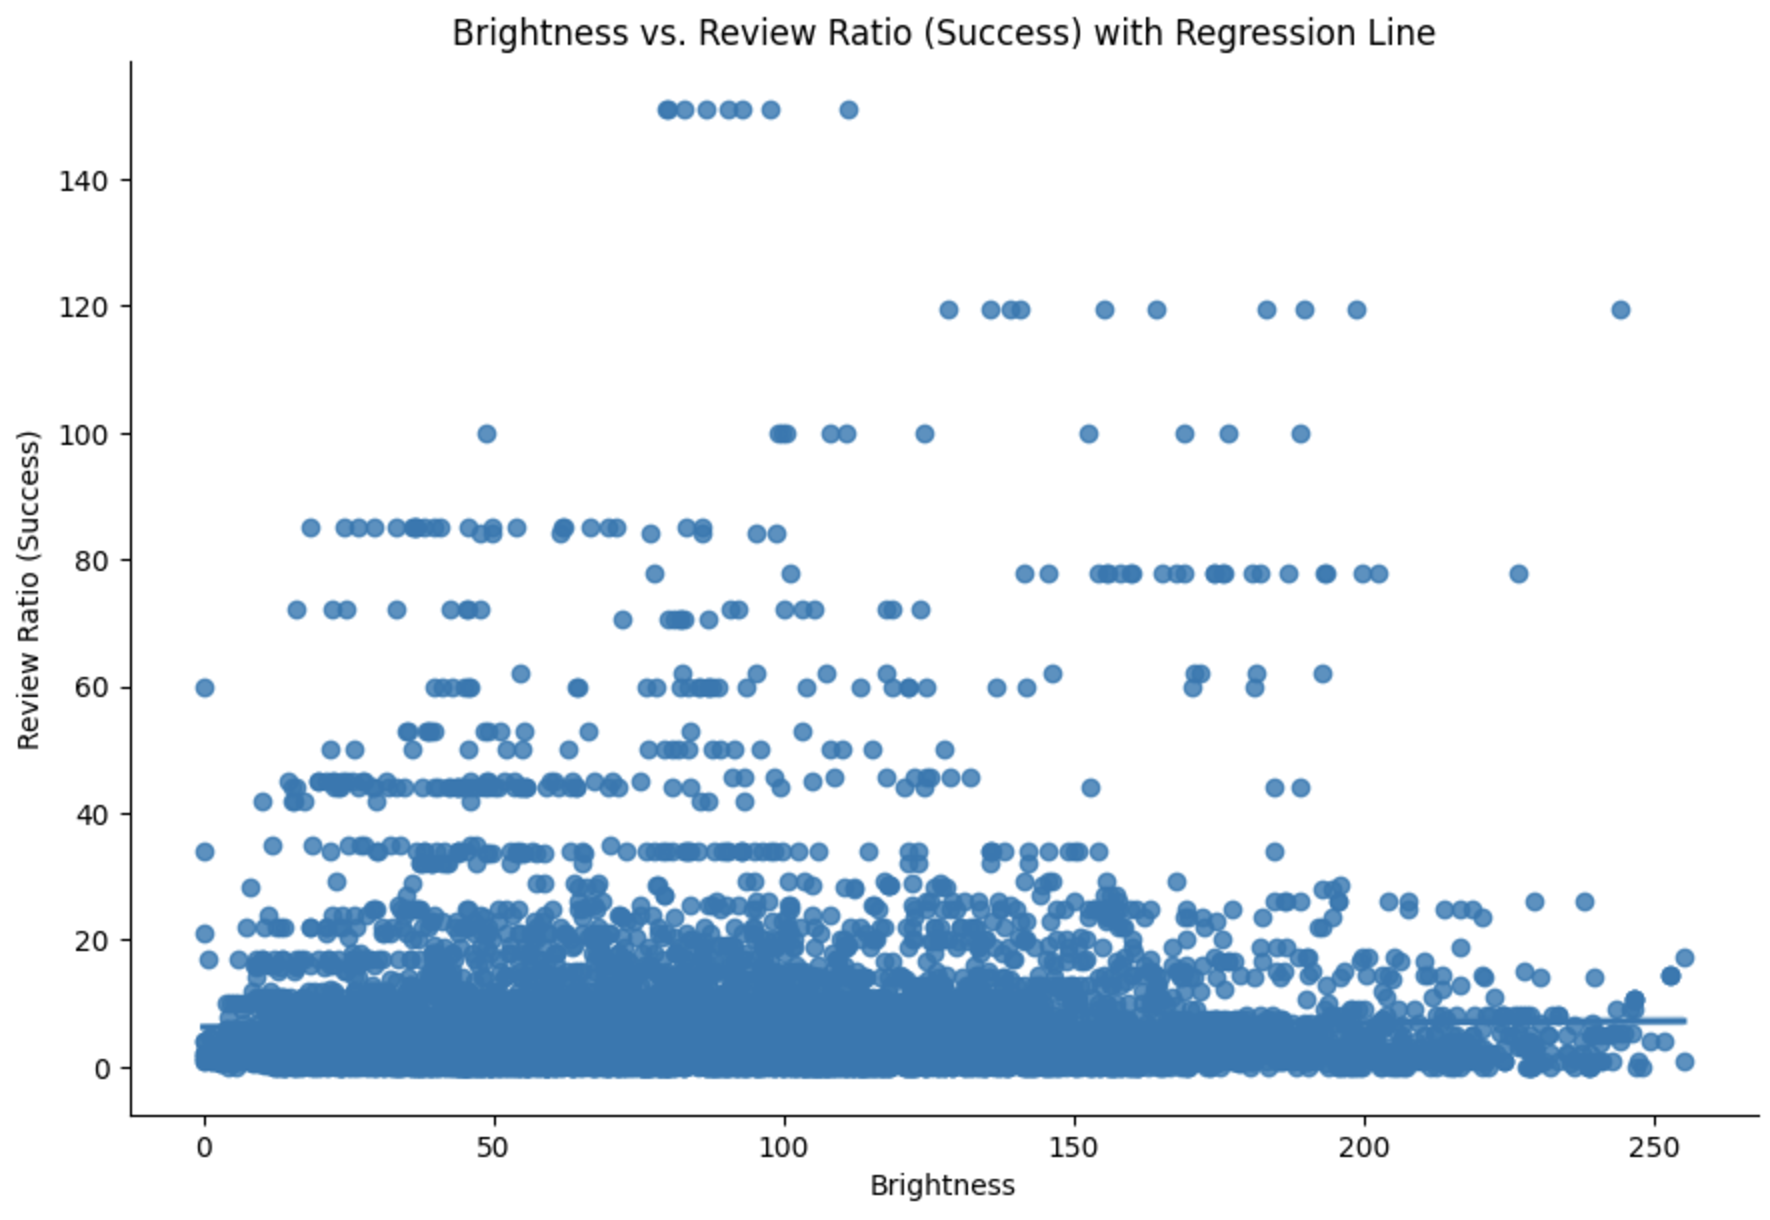 Brightness vs. Review Ratio (Success) with Regression Line
Review Ratio (Success)
140
120
100
80
60
40
20
0
0 50 100 150 200 250
Brightness